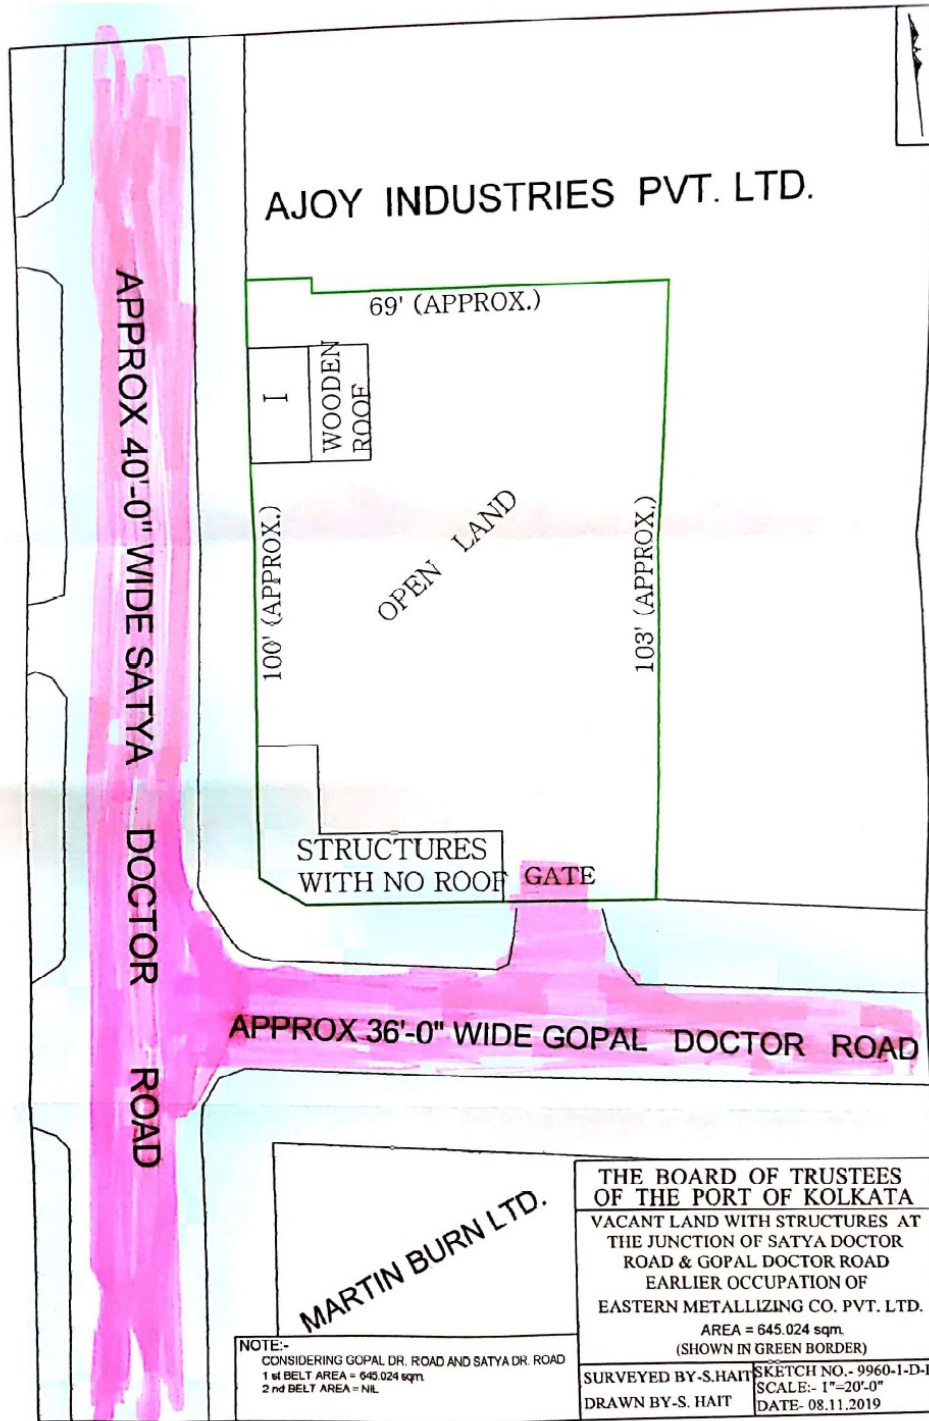 AJOY INDUSTRIES PVT. LTD.
69' (APPROX.)
I
WOODEN
ROOF
APPROX 40'-0" WIDE SATYA DOCTOR ROAD
100' (APPROX.)
OPEN LAND
103' (APPROX.)
STRUCTURES
WITH NO ROOF
GATE
APPROX 36'-0" WIDE GOPAL DOCTOR ROAD
MARTIN BURN LTD.
THE BOARD OF TRUSTEES
OF THE PORT OF KOLKATA
VACANT LAND WITH STRUCTURES AT
THE JUNCTION OF SATYA DOCTOR
ROAD & GOPAL DOCTOR ROAD
EARLIER OCCUPATION OF
EASTERN METALLIZING CO. PVT. LTD.
AREA = 645.024 sqm.
(SHOWN IN GREEN BORDER)
NOTE:-
CONSIDERING GOPAL DR. ROAD AND SATYA DR. ROAD
1 st BELT AREA = 645.024 sqm.
2 nd BELT AREA = NIL
SURVEYED BY-S.HAIT
DRAWN BY-S. HAIT
SKETCH NO.- 9960-1-D-I
SCALE:- 1"=20'-0"
DATE- 08.11.2019